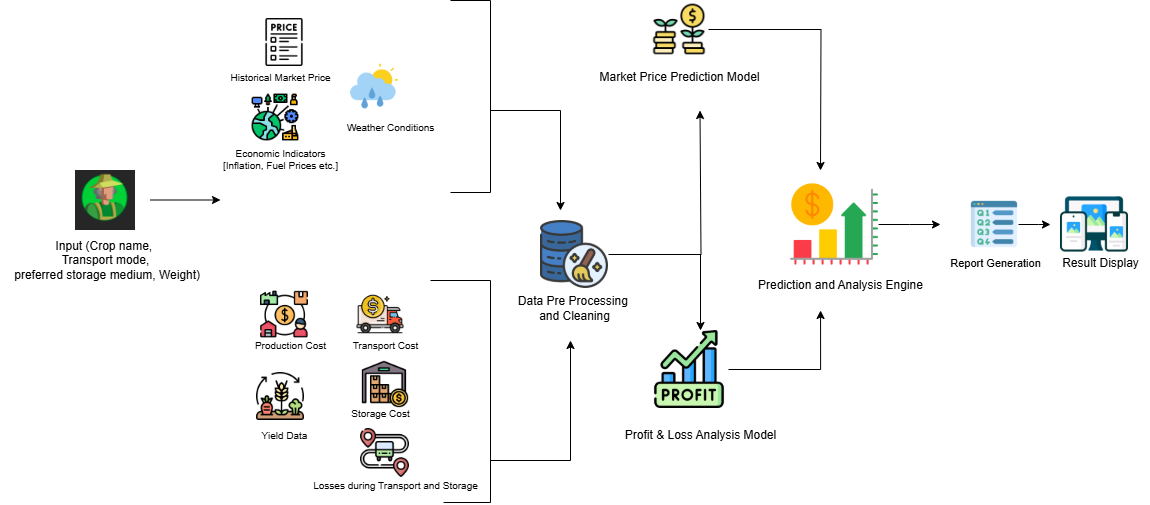 PRICE
Historical Market Price
Weather Conditions
Economic Indicators
[Inflation, Fuel Prices etc.]
Input (Crop name,
Transport mode,
preferred storage medium, Weight)
Production Cost
Transport Cost
Yield Data
Storage Cost
Losses during Transport and Storage
Data Pre Processing
and Cleaning
$
Market Price Prediction Model
PROFIT
Profit & Loss Analysis Model
$
Prediction and Analysis Engine
Q1
Q2
Q3
Q4
Report Generation
Result Display